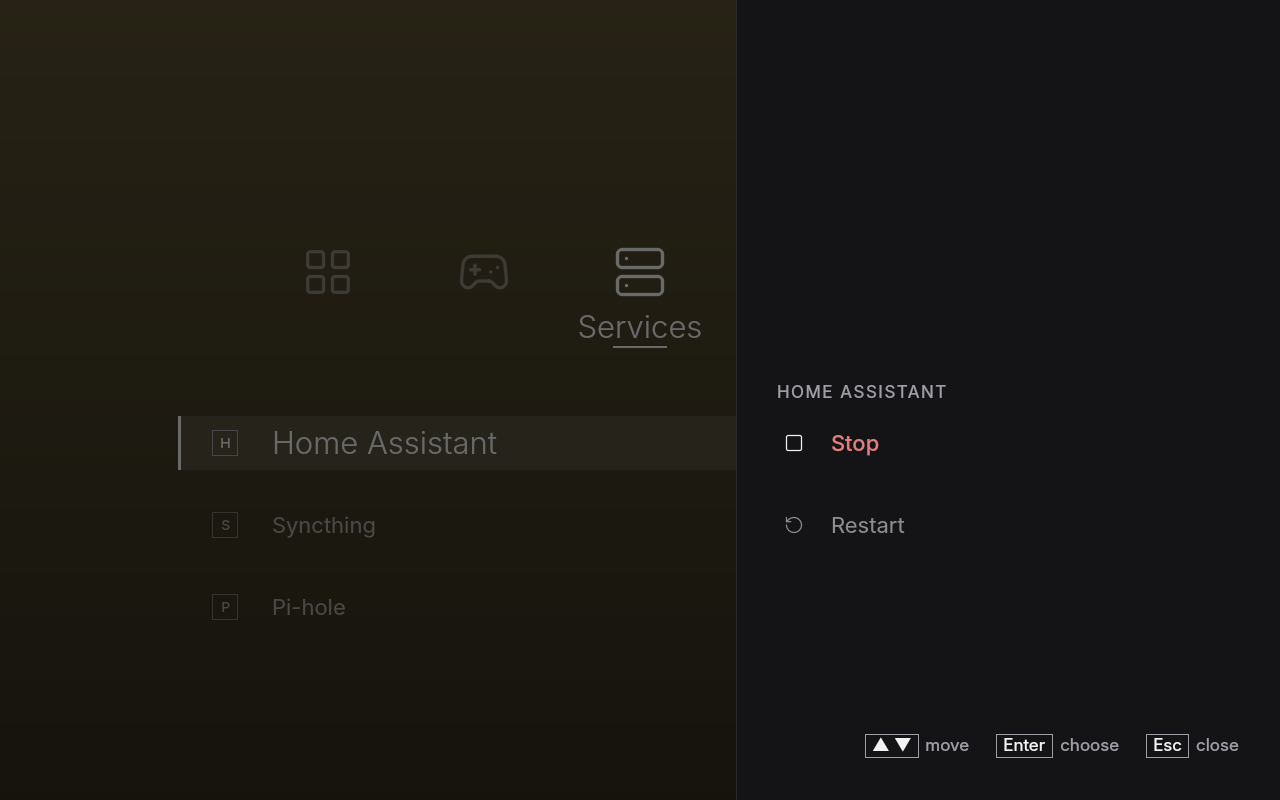 Services
H Home Assistant
S Syncthing
P Pi-hole
HOME ASSISTANT
Stop
Restart
▲▼ move Enter choose Esc close